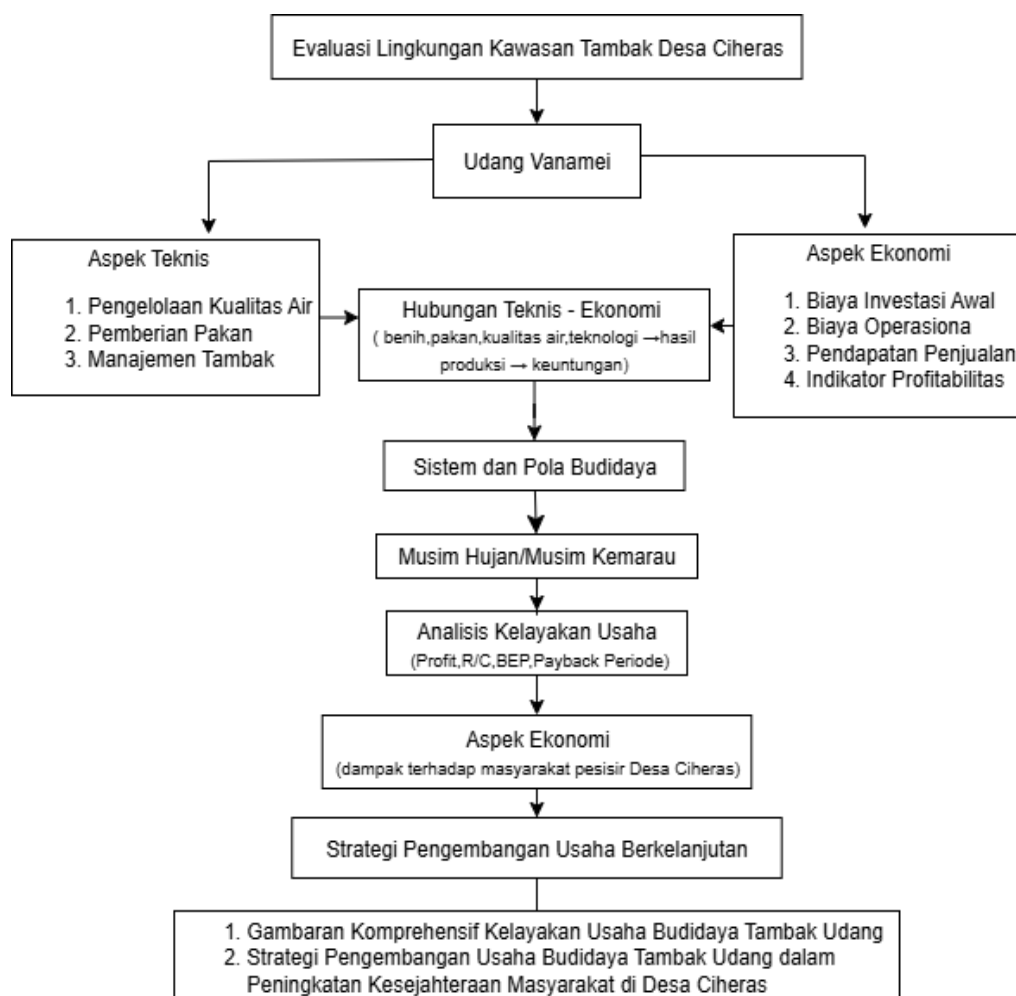 Evaluasi Lingkungan Kawasan Tambak Desa Ciheras
Udang Vanamei
Aspek Teknis
1. Pengelolaan Kualitas Air
2. Pemberian Pakan
3. Manajemen Tambak
Hubungan Teknis - Ekonomi
( benih,pakan,kualitas air,teknologi →hasil
produksi → keuntungan)
Aspek Ekonomi
1. Biaya Investasi Awal
2. Biaya Operasiona
3. Pendapatan Penjualan
4. Indikator Profitabilitas
Sistem dan Pola Budidaya
Musim Hujan/Musim Kemarau
Analisis Kelayakan Usaha
(Profit,R/C,BEP,Payback Periode)
Aspek Ekonomi
(dampak terhadap masyarakat pesisir Desa Ciheras)
Strategi Pengembangan Usaha Berkelanjutan
1. Gambaran Komprehensif Kelayakan Usaha Budidaya Tambak Udang
2. Strategi Pengembangan Usaha Budidaya Tambak Udang dalam
Peningkatan Kesejahteraan Masyarakat di Desa Ciheras